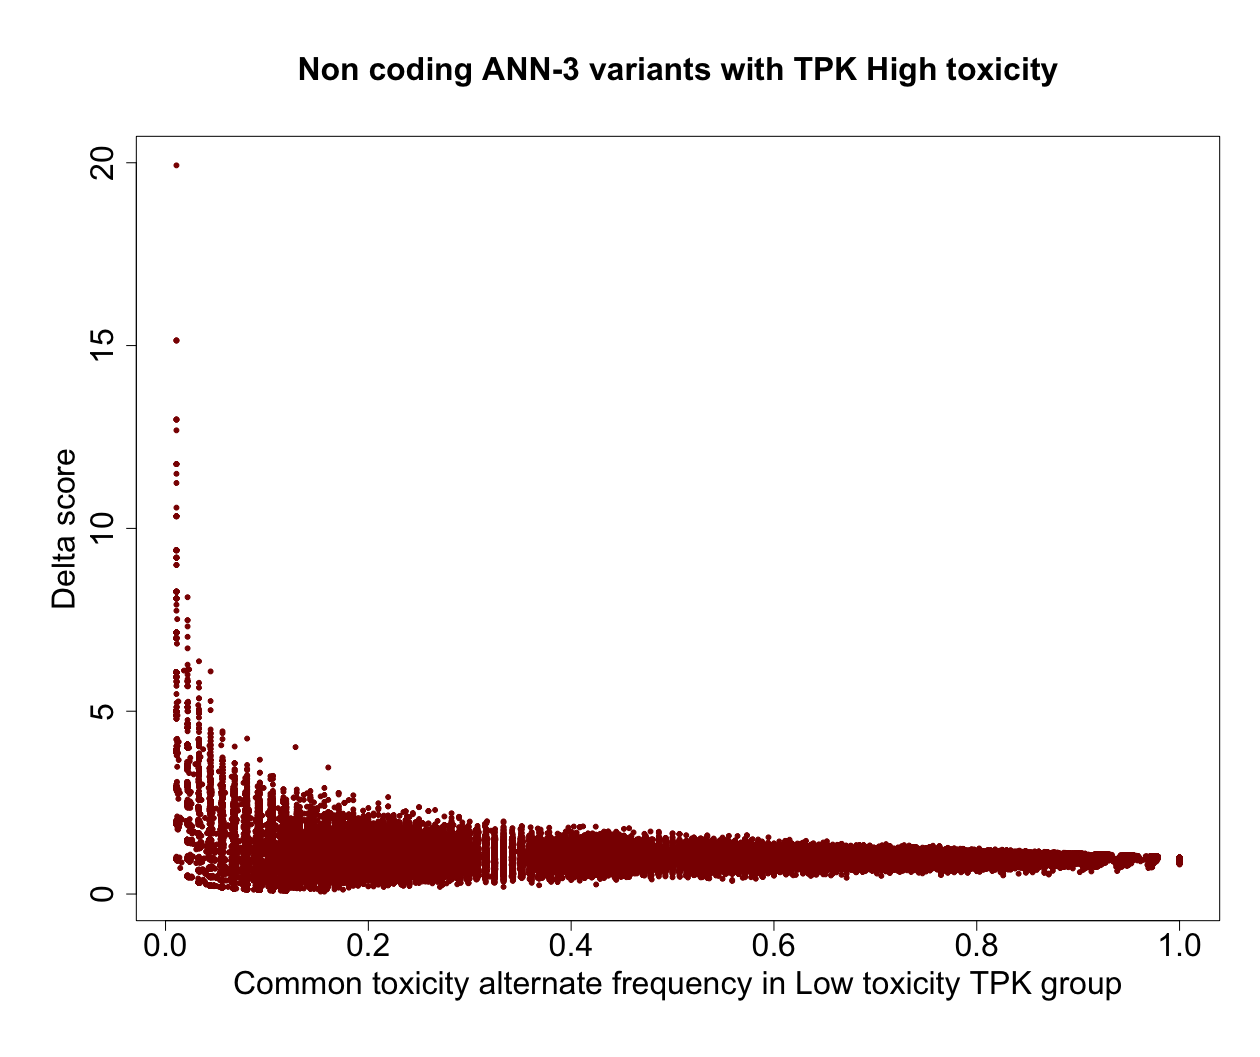 Non coding ANN-3 variants with TPK High toxicity
20
15
10
5
0
Delta score
0.0 0.2 0.4 0.6 0.8 1.0
Common toxicity alternate frequency in Low toxicity TPK group